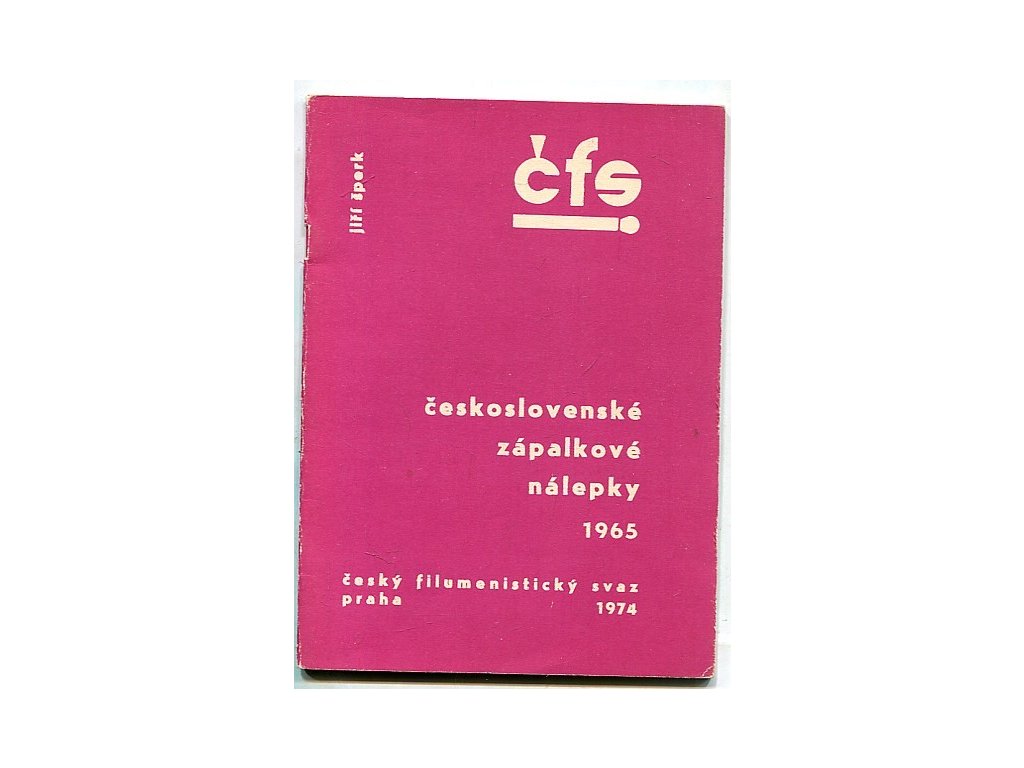 jiří šperk
čfs
československé
zápalkové
nálepky
1965
český filumenistický svaz
praha 1974